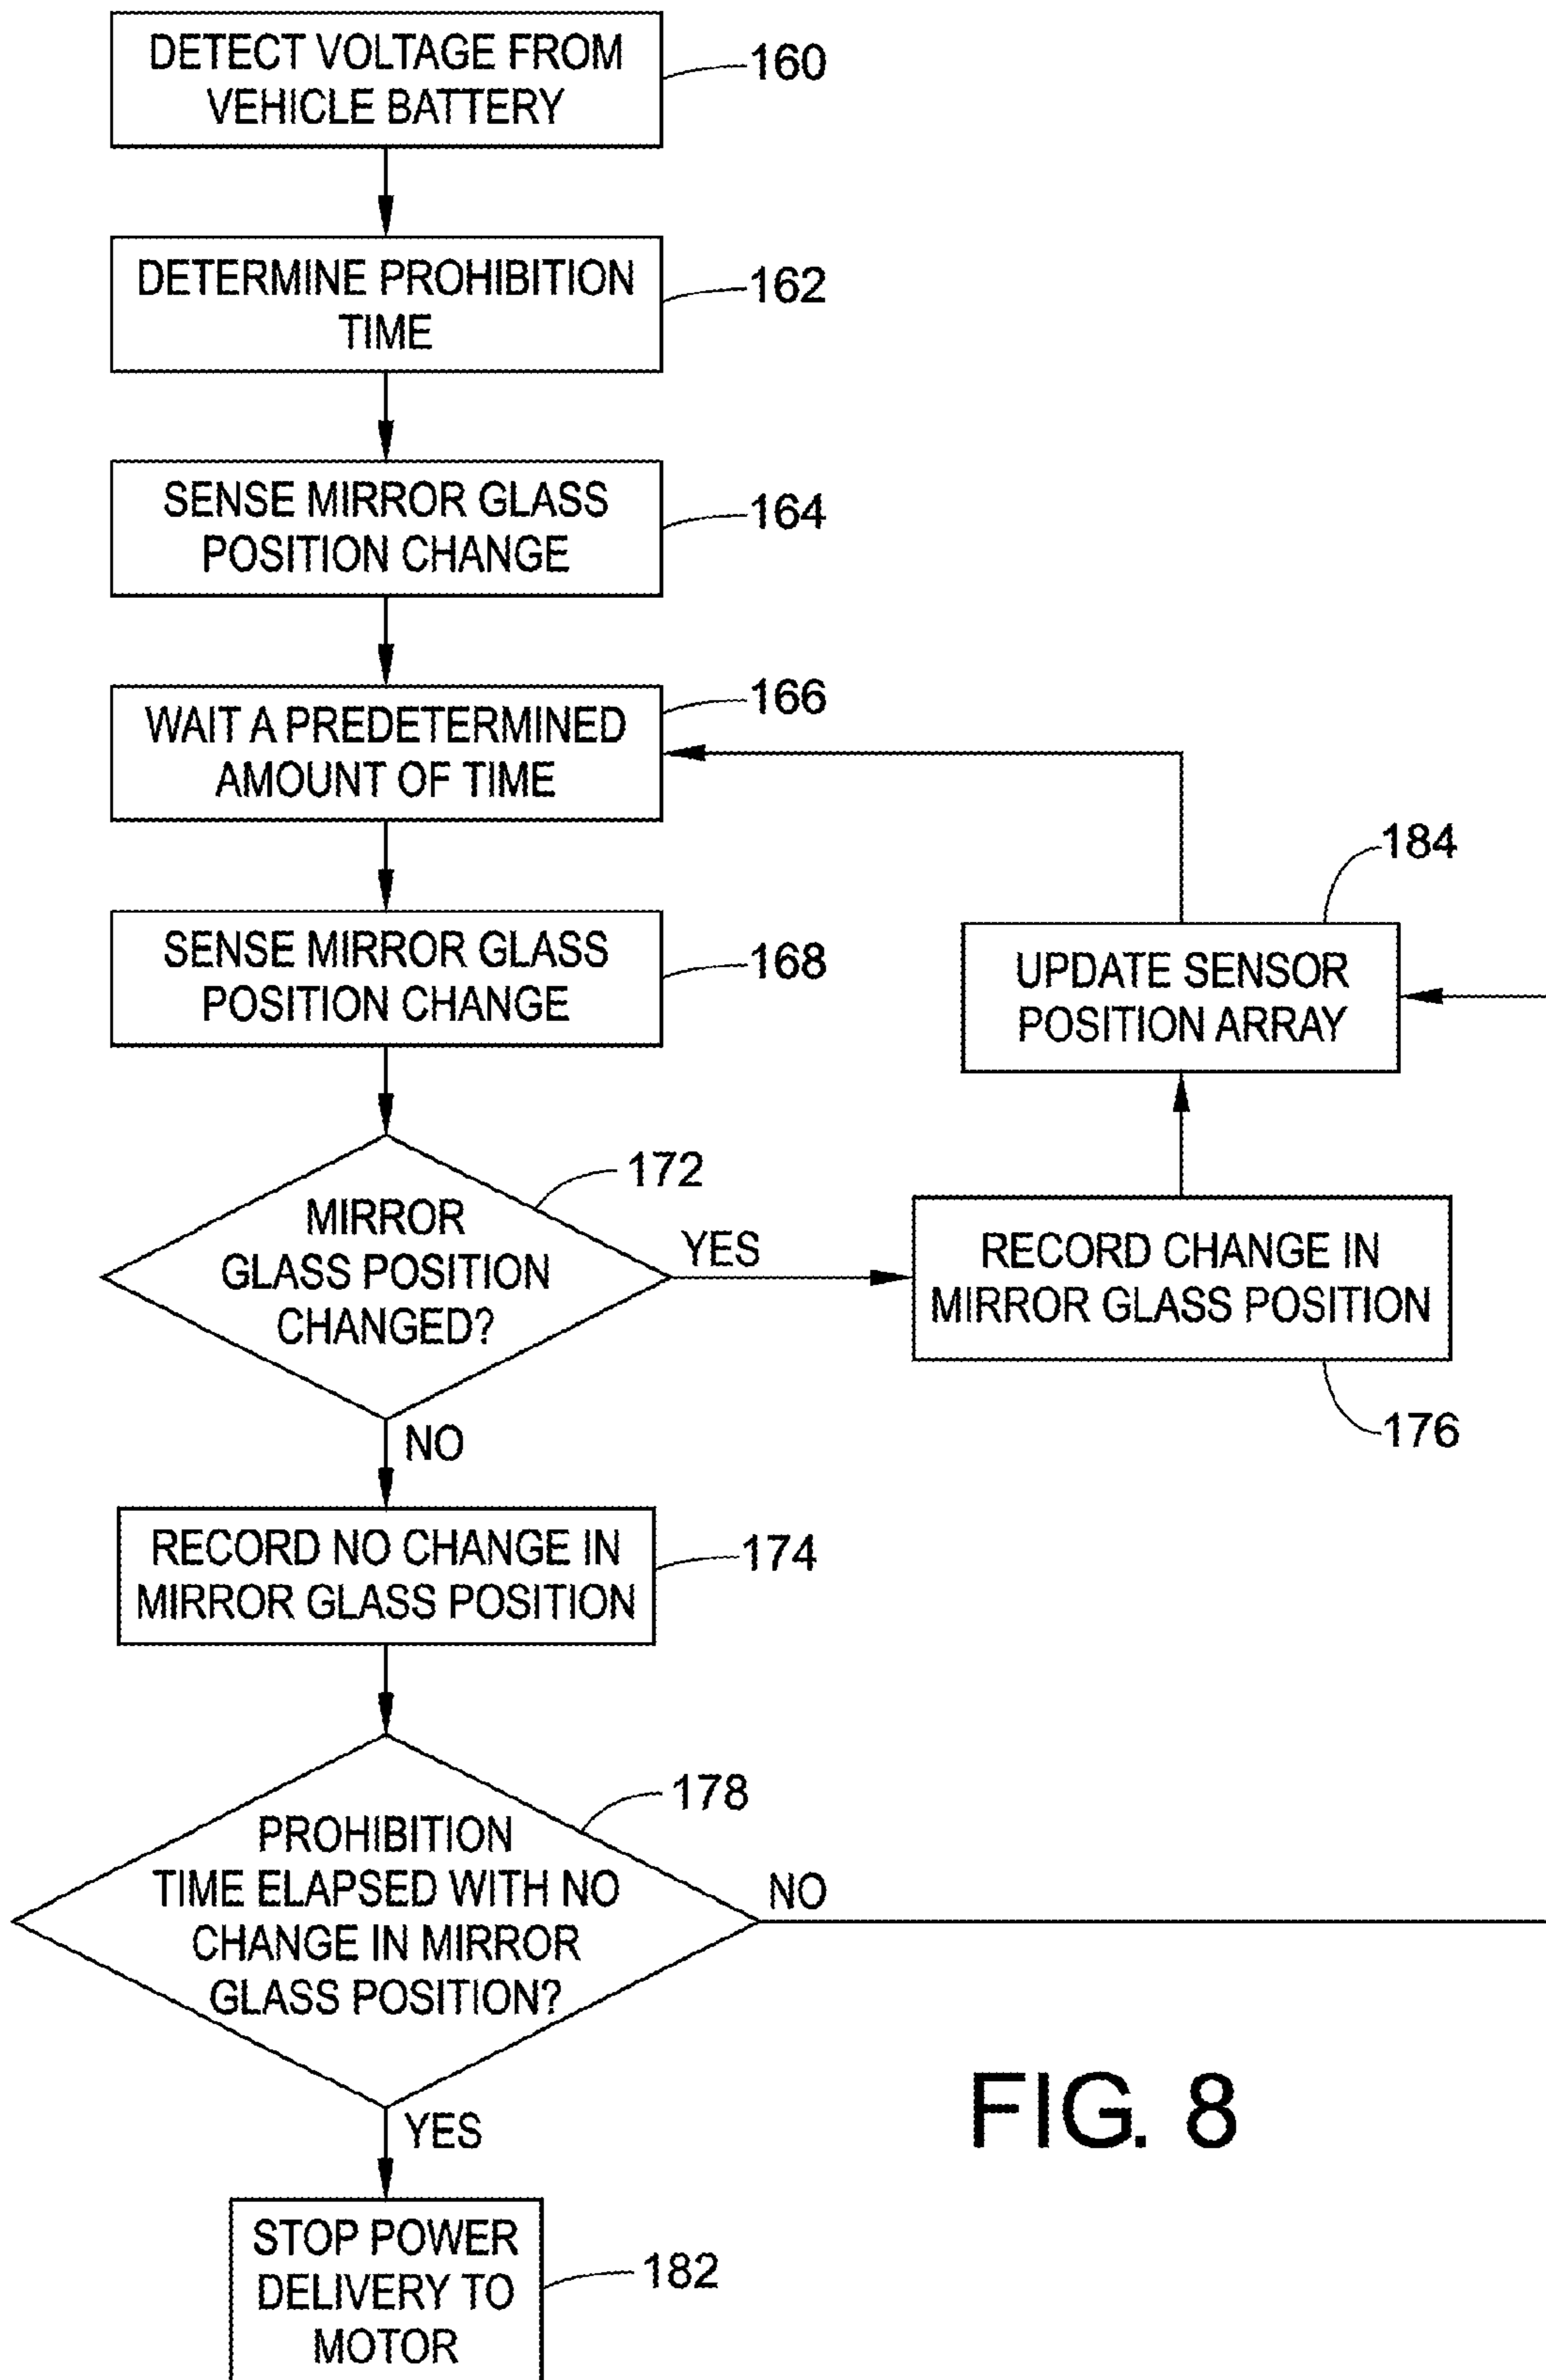 DETECT VOLTAGE FROM
VEHICLE BATTERY
160
DETERMINE PROHIBITION
TIME
162
SENSE MIRROR GLASS
POSITION CHANGE
164
WAIT A PREDETERMINED
AMOUNT OF TIME
166
SENSE MIRROR GLASS
POSITION CHANGE
168
184
UPDATE SENSOR
POSITION ARRAY
172
MIRROR
GLASS POSITION
CHANGED?
YES
RECORD CHANGE IN
MIRROR GLASS POSITION
176
NO
RECORD NO CHANGE IN
MIRROR GLASS POSITION
174
178
PROHIBITION
TIME ELAPSED WITH NO
CHANGE IN MIRROR
GLASS POSITION?
NO
YES
STOP POWER
DELIVERY TO
MOTOR
182
FIG. 8